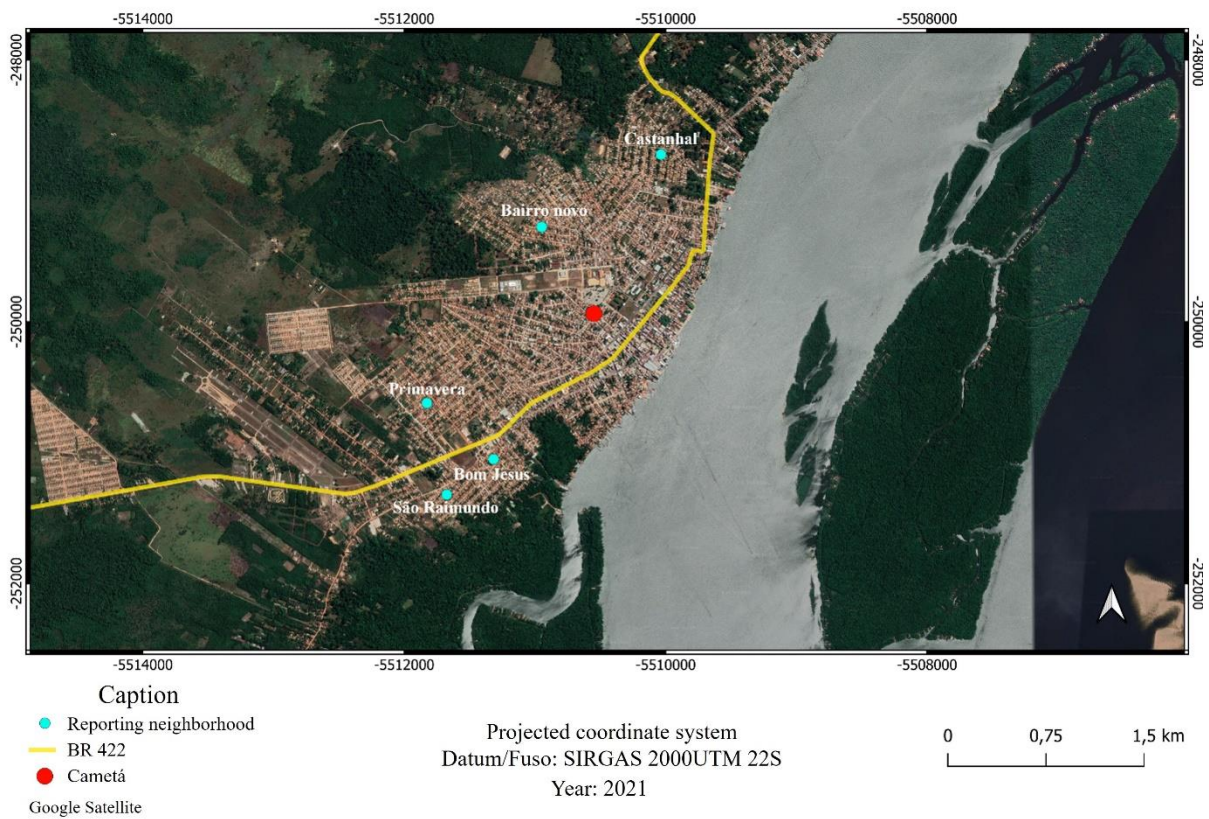 -5514000 -5512000 -5510000 -5508000
-248000 -248000
Castanhal
Bairro novo
-250000 -250000
Primavera
Bom Jesus
São Raimundo
-252000 -252000
-5514000 -5512000 -5510000 -5508000
Caption
Reporting neighborhood
BR 422
Cametá
Google Satellite
Projected coordinate system
Datum/Fuso: SIRGAS 2000UTM 22S
Year: 2021
0 0,75 1,5 km